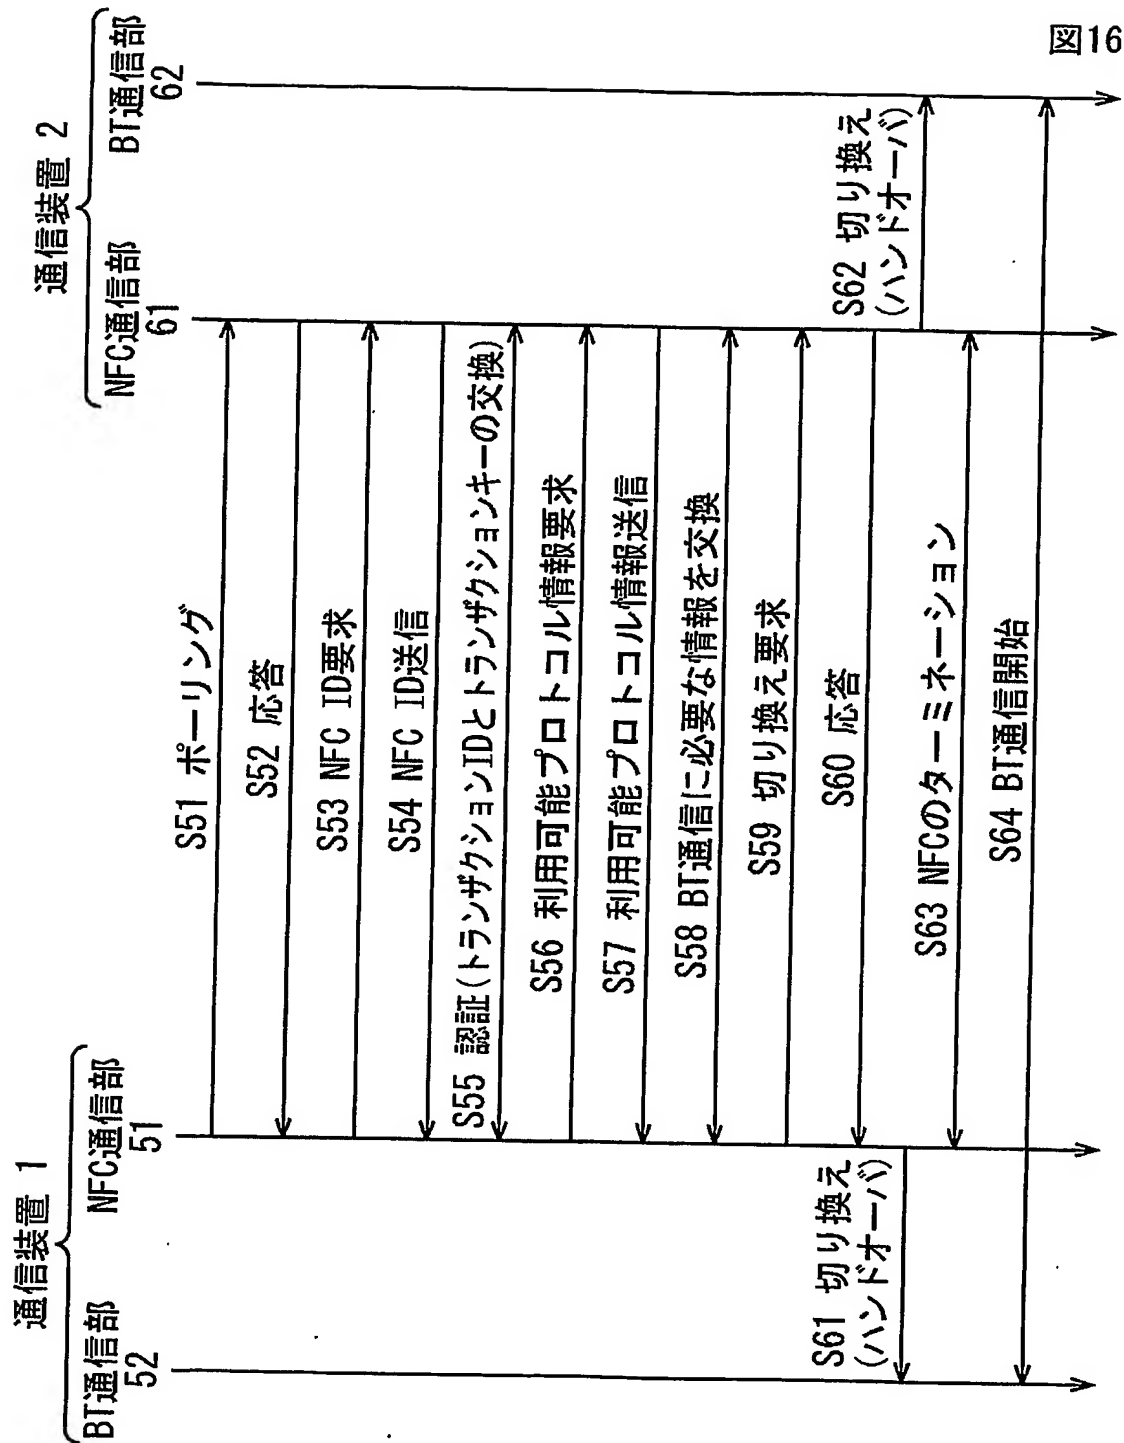 図16
通信装置 1
BT通信部
52
NFC通信部
51
通信装置 2
NFC通信部
61
BT通信部
62
S51 ポーリング
S52 応答
S53 NFC ID要求
S54 NFC ID送信
S55 認証(トランザクションIDとトランザクションキーの交換)
S56 利用可能プロトコル情報要求
S57 利用可能プロトコル情報送信
S58 BT通信に必要な情報を交換
S59 切り換え要求
S60 応答
S61 切り換え
(ハンドオーバ)
S62 切り換え
(ハンドオーバ)
S63 NFCのターミネーション
S64 BT通信開始